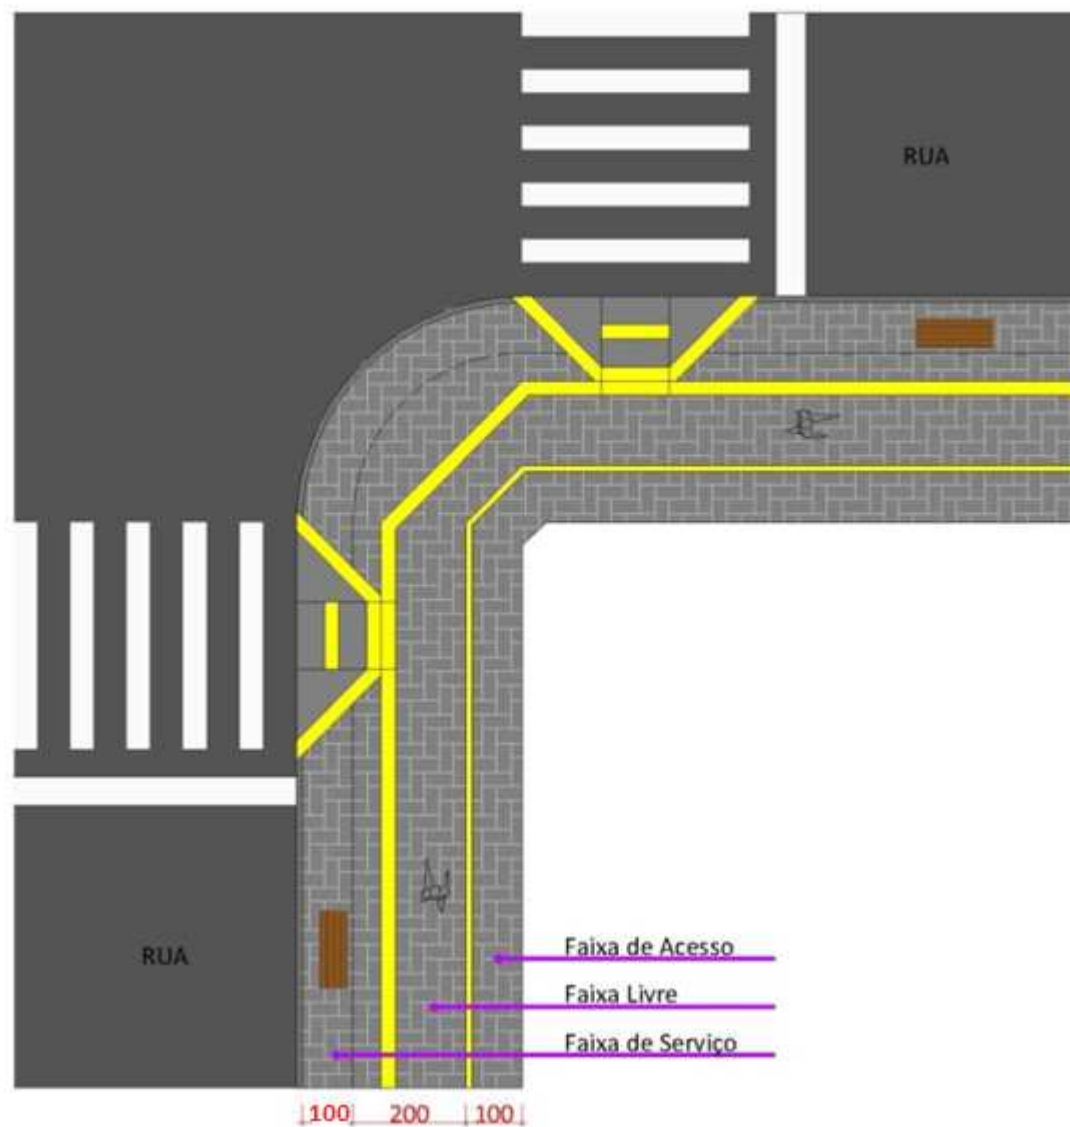 RUA
RUA
Faixa de Acesso
Faixa Livre
Faixa de Serviço
100 200 100